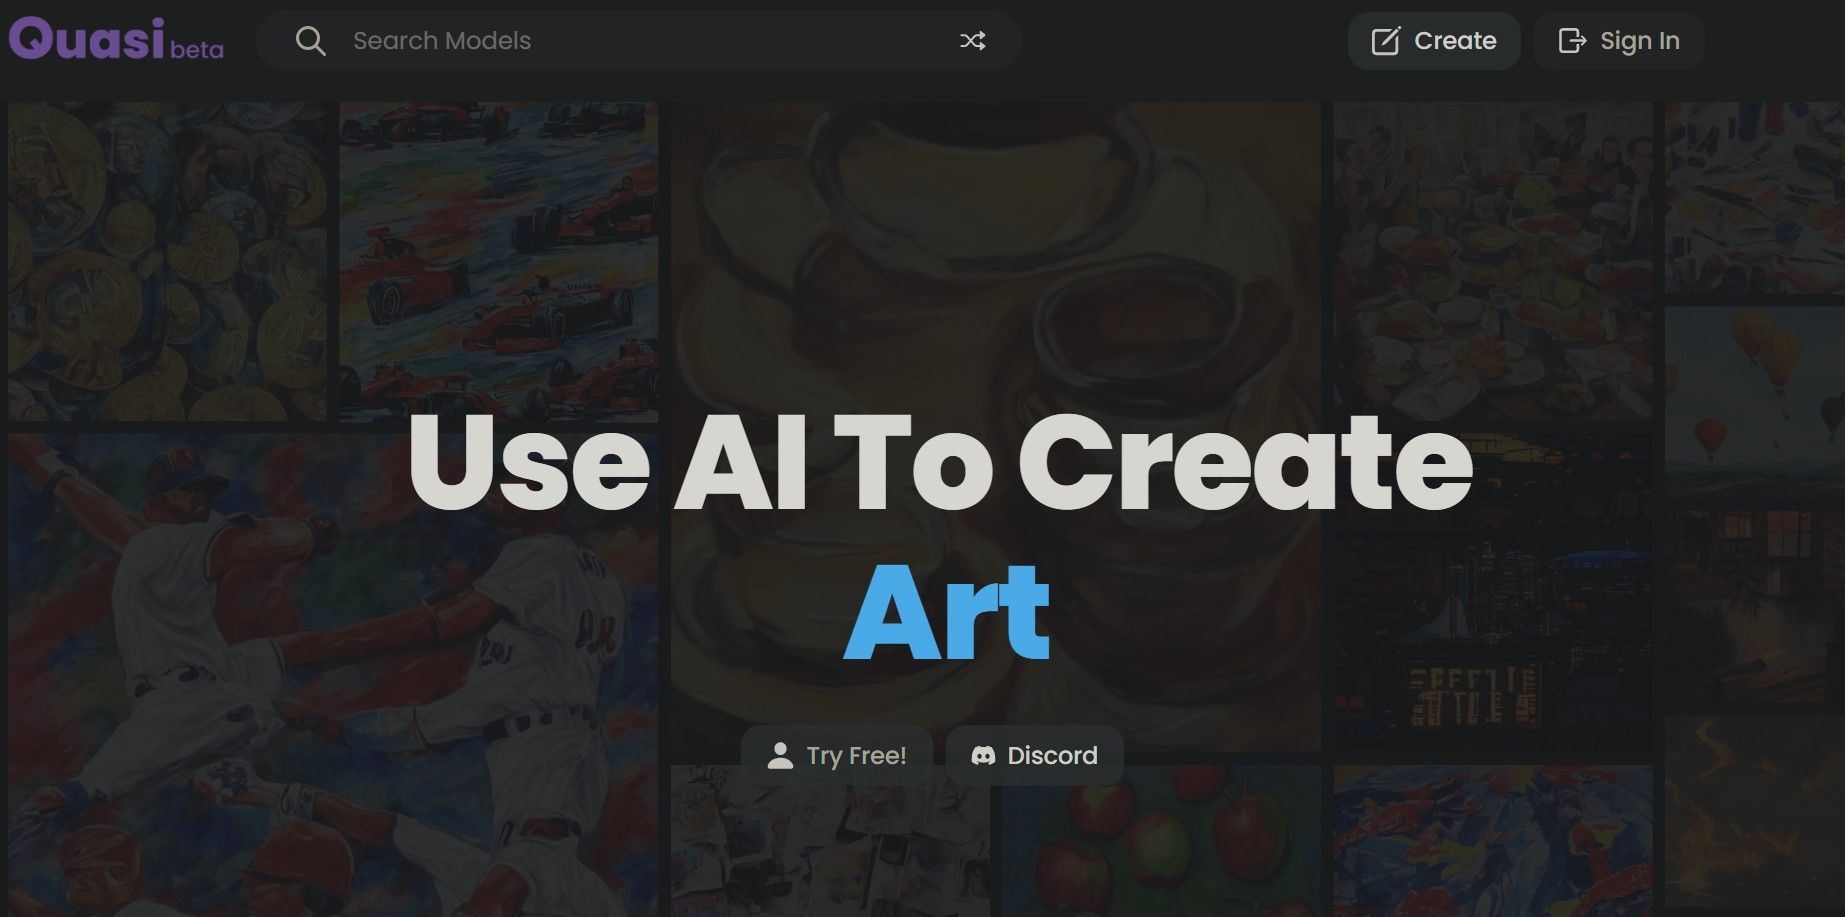 Quasi beta
Search Models
Create
Sign In
Use AI To Create
Art
Try Free!
Discord